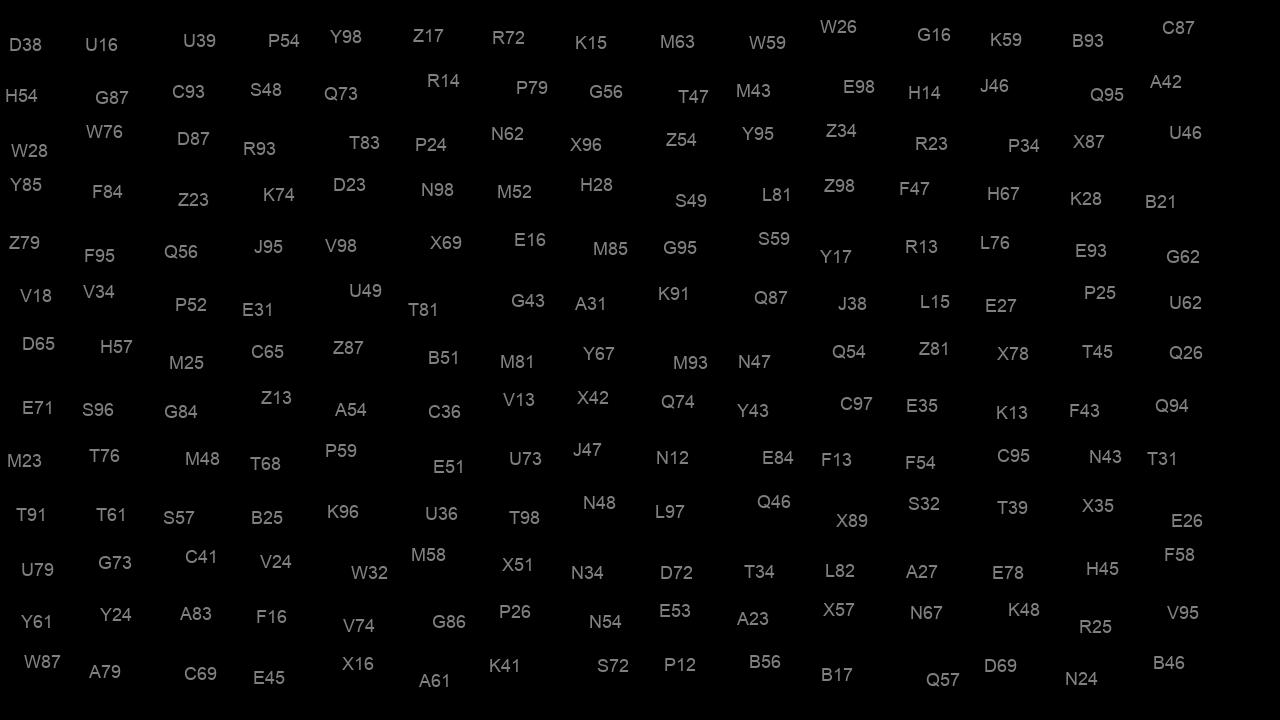 D38 U16 U39 P54 Y98 Z17 R72 K15 M63 W59 W26 G16 K59 B93 C87
H54 G87 C93 S48 Q73 R14 P79 G56 T47 M43 E98 H14 J46 Q95 A42
W28 W76 D87 R93 T83 P24 N62 X96 Z54 Y95 Z34 R23 P34 X87 U46
Y85 F84 Z23 K74 D23 N98 M52 H28 S49 L81 Z98 F47 H67 K28 B21
Z79 F95 Q56 J95 V98 X69 E16 M85 G95 S59 Y17 R13 L76 E93 G62
V18 V34 P52 E31 U49 T81 G43 A31 K91 Q87 J38 L15 E27 P25 U62
D65 H57 M25 C65 Z87 B51 M81 Y67 M93 N47 Q54 Z81 X78 T45 Q26
E71 S96 G84 Z13 A54 C36 V13 X42 Q74 Y43 C97 E35 K13 F43 Q94
M23 T76 M48 T68 P59 E51 U73 J47 N12 E84 F13 F54 C95 N43 T31
T91 T61 S57 B25 K96 U36 T98 N48 L97 Q46 X89 S32 T39 X35 E26
U79 G73 C41 V24 W32 M58 X51 N34 D72 T34 L82 A27 E78 H45 F58
Y61 Y24 A83 F16 V74 G86 P26 N54 E53 A23 X57 N67 K48 R25 V95
W87 A79 C69 E45 X16 A61 K41 S72 P12 B56 B17 Q57 D69 N24 B46